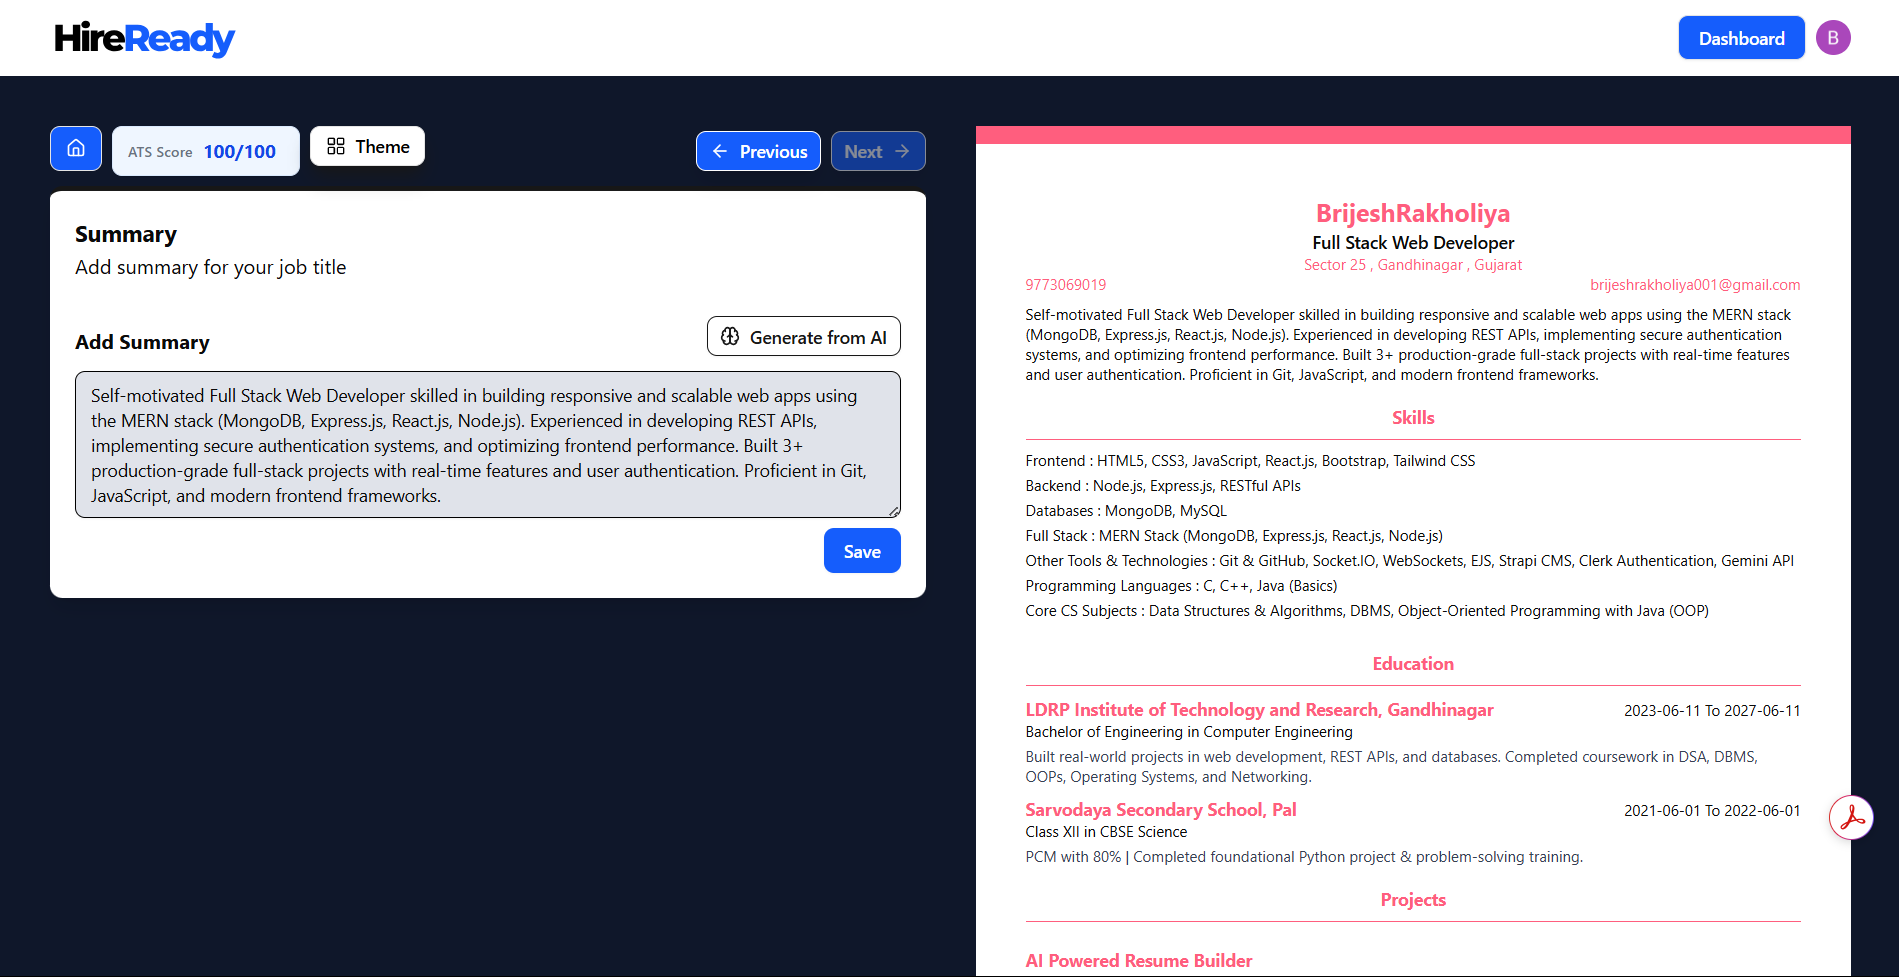 HireReady
Dashboard
B
ATS Score 100/100
Theme
Previous
Next
Summary
Add summary for your job title
Add Summary
Generate from AI
Self-motivated Full Stack Web Developer skilled in building responsive and scalable web apps using
the MERN stack (MongoDB, Express.js, React.js, Node.js). Experienced in developing REST APIs,
implementing secure authentication systems, and optimizing frontend performance. Built 3+
production-grade full-stack projects with real-time features and user authentication. Proficient in Git,
JavaScript, and modern frontend frameworks.
Save
BrijeshRakholiya
Full Stack Web Developer
Sector 25 , Gandhinagar , Gujarat
9773069019
brijeshrakholiya001@gmail.com
Self-motivated Full Stack Web Developer skilled in building responsive and scalable web apps using the MERN stack
(MongoDB, Express.js, React.js, Node.js). Experienced in developing REST APIs, implementing secure authentication
systems, and optimizing frontend performance. Built 3+ production-grade full-stack projects with real-time features
and user authentication. Proficient in Git, JavaScript, and modern frontend frameworks.
Skills
Frontend : HTML5, CSS3, JavaScript, React.js, Bootstrap, Tailwind CSS
Backend : Node.js, Express.js, RESTful APIs
Databases : MongoDB, MySQL
Full Stack : MERN Stack (MongoDB, Express.js, React.js, Node.js)
Other Tools & Technologies : Git & GitHub, Socket.IO, WebSockets, EJS, Strapi CMS, Clerk Authentication, Gemini API
Programming Languages : C, C++, Java (Basics)
Core CS Subjects : Data Structures & Algorithms, DBMS, Object-Oriented Programming with Java (OOP)
Education
LDRP Institute of Technology and Research, Gandhinagar
2023-06-11 To 2027-06-11
Bachelor of Engineering in Computer Engineering
Built real-world projects in web development, REST APIs, and databases. Completed coursework in DSA, DBMS,
OOPs, Operating Systems, and Networking.
Sarvodaya Secondary School, Pal
2021-06-01 To 2022-06-01
Class XII in CBSE Science
PCM with 80% | Completed foundational Python project & problem-solving training.
Projects
AI Powered Resume Builder